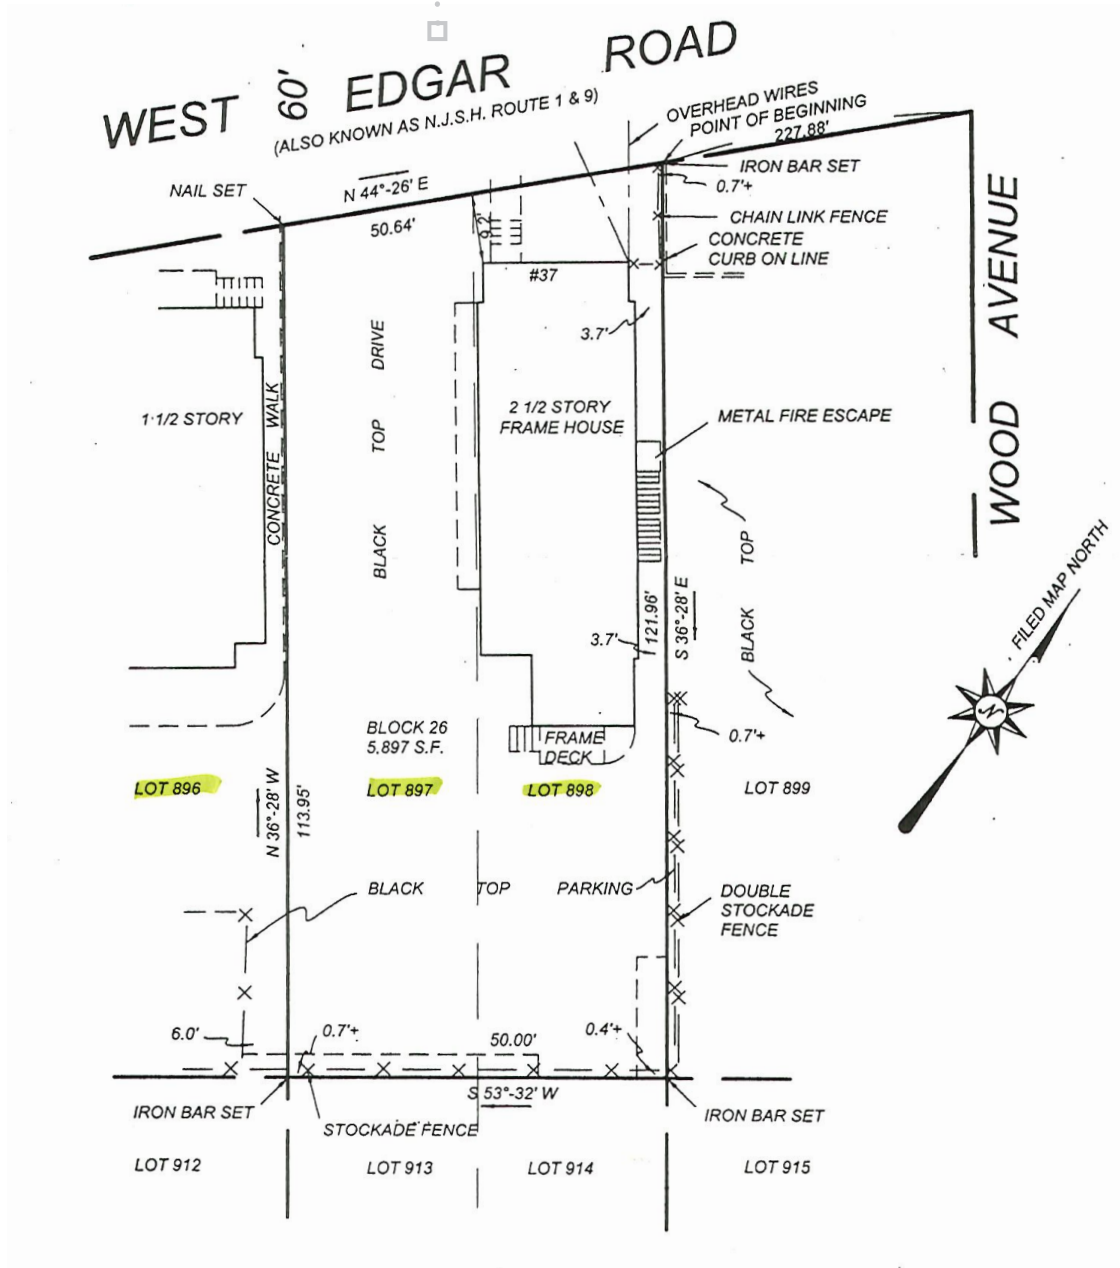 WEST 60' EDGAR ROAD
(ALSO KNOWN AS N.J.S.H. ROUTE 1 & 9)
OVERHEAD WIRES
POINT OF BEGINNING
227.88'
IRON BAR SET
0.7'+
CHAIN LINK FENCE
CONCRETE
CURB ON LINE
NAIL SET
N 44°-26' E
50.64'
9.2'
#37
3.7'
WOOD AVENUE
BLACK TOP DRIVE
1·1/2 STORY
CONCRETE WALK
2 1/2 STORY
FRAME HOUSE
METAL FIRE ESCAPE
BLACK TOP
FILED MAP NORTH
N
121.96'
S 36°-28' E
3.7'
0.7'+
BLOCK 26
5,897 S.F.
FRAME
DECK
LOT 896
LOT 897
LOT 898
LOT 899
N 36°-28' W
113.95'
BLACK TOP PARKING
DOUBLE
STOCKADE
FENCE
6.0'
0.7'+
50.00'
0.4'+
S 53°-32' W
IRON BAR SET
STOCKADE FENCE
IRON BAR SET
LOT 912
LOT 913
LOT 914
LOT 915